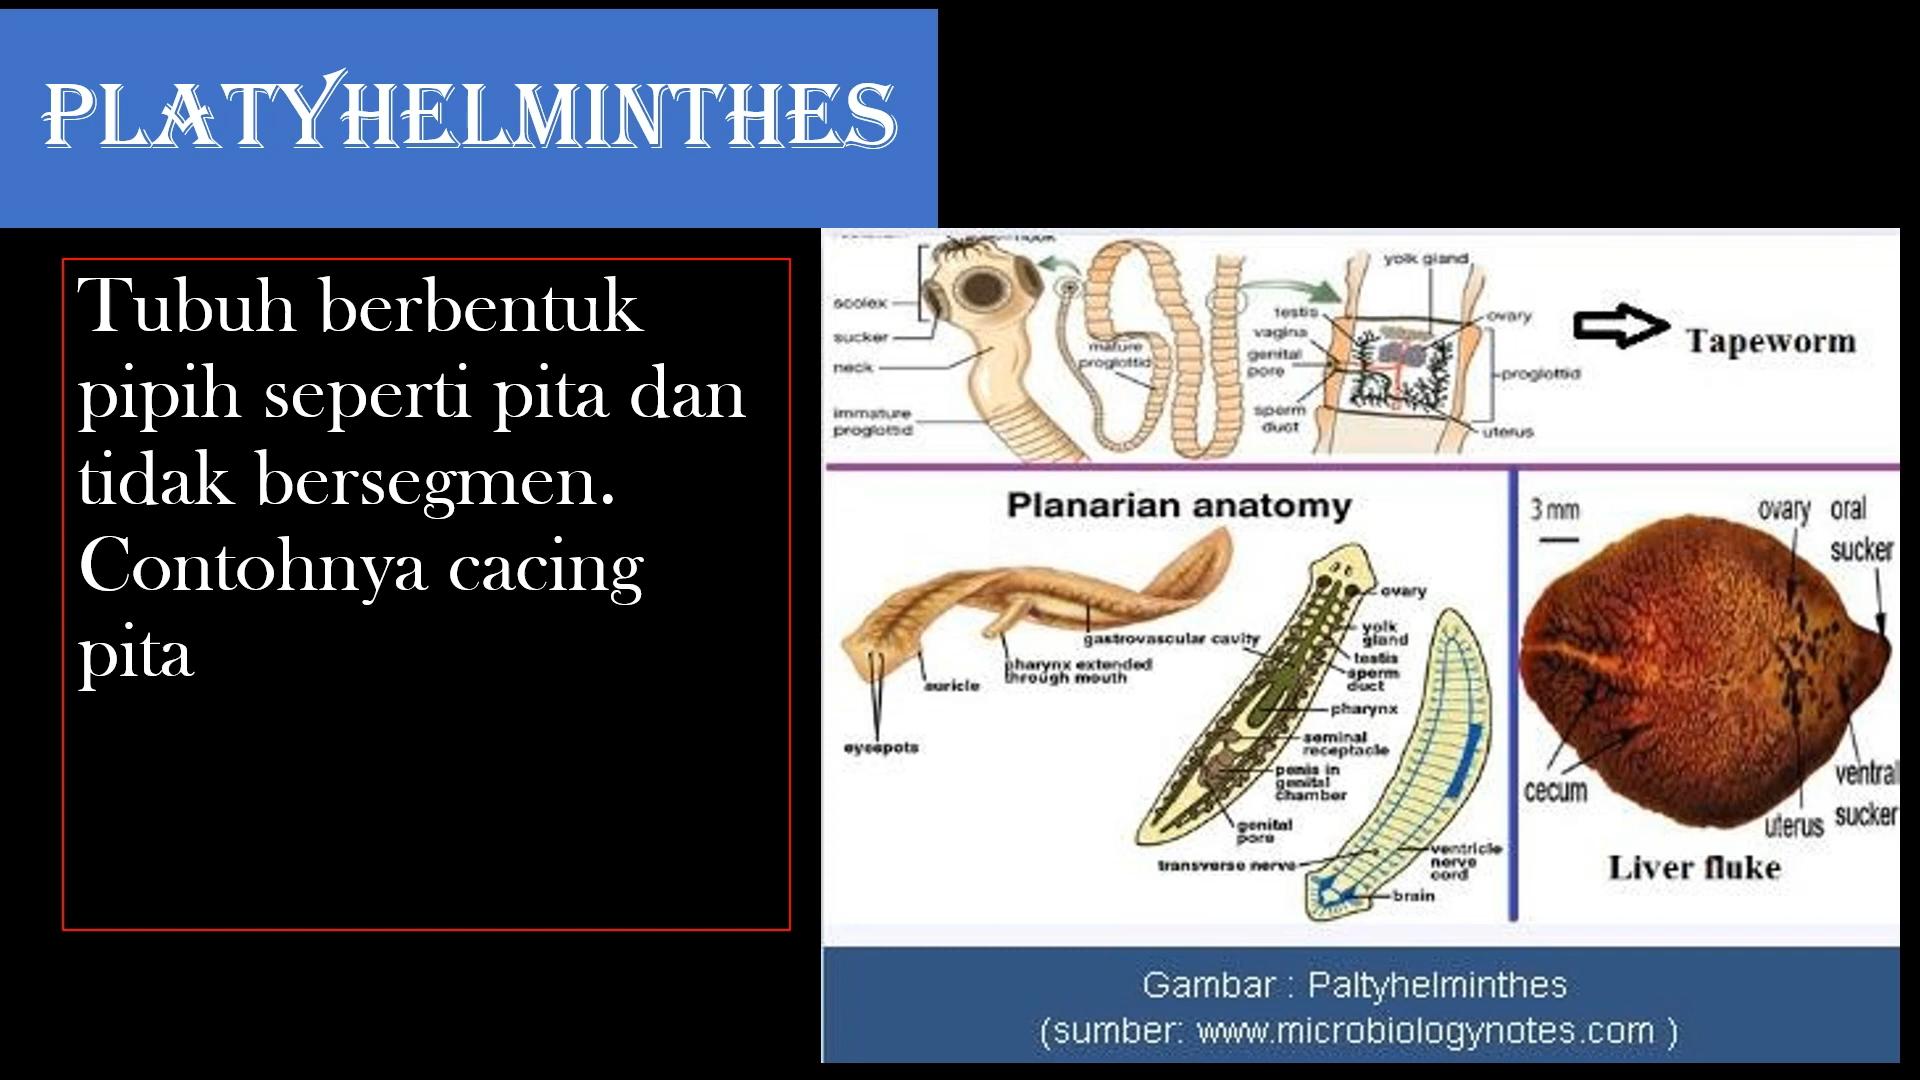 PLATYHELMINTHES
Tubuh berbentuk
pipih seperti pita dan
tidak bersegmen.
Contohnya cacing
pita
scolex
sucker
neck
immature
proglottid
mature
proglottid
yolk gland
testis
vagina
genital
pore
sperm
duct
ovary
proglottid
uterus
Tapeworm
Planarian anatomy
gastrovascular cavity
pharynx extended
through mouth
auricle
eyespots
ovary
yolk
gland
testis
sperm
duct
pharynx
seminal
receptacle
penis in
genital
chamber
genital
pore
transverse nerve
ventricle
nerve
cord
brain
3 mm
ovary
oral
sucker
cecum
uterus
ventral
sucker
Liver fluke
Gambar : Paltyhelminthes
(sumber: www.microbiologynotes.com )